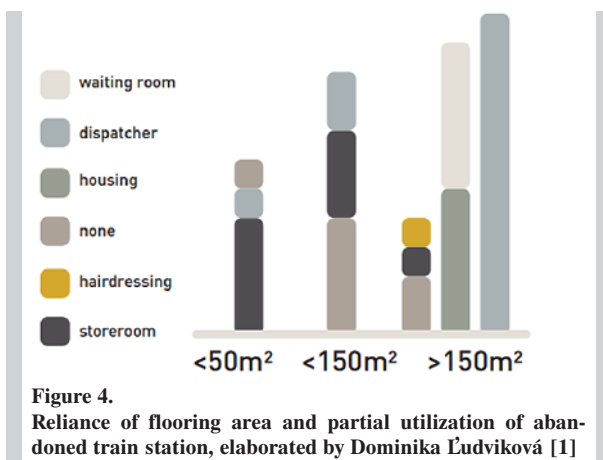 waiting room
dispatcher
housing
none
hairdressing
storeroom
<50m² <150m² >150m²
Figure 4.
Reliance of flooring area and partial utilization of aban-
doned train station, elaborated by Dominika Ľudviková [1]